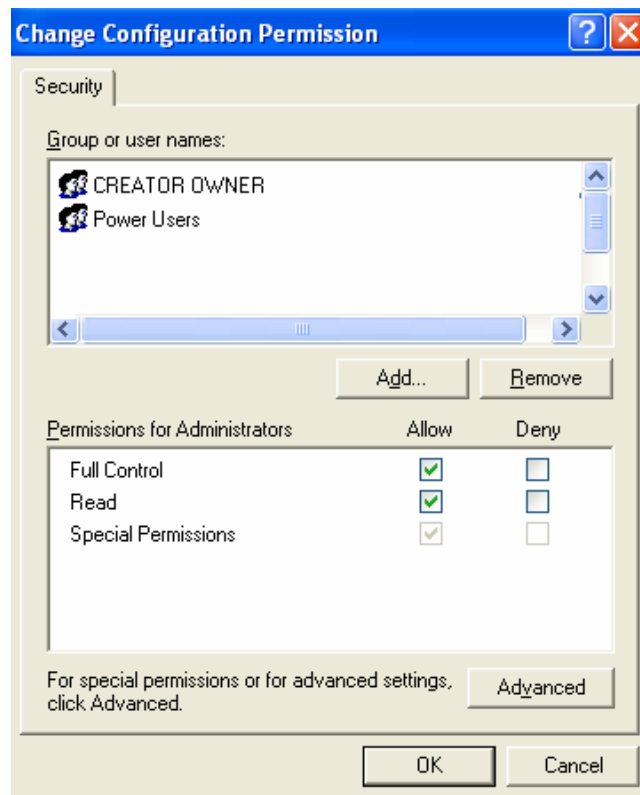 Change Configuration Permission
Security
Group or user names:
CREATOR OWNER
Power Users
Add... Remove
Permissions for Administrators Allow Deny
Full Control
Read
Special Permissions
For special permissions or for advanced settings,
click Advanced.
Advanced
OK Cancel